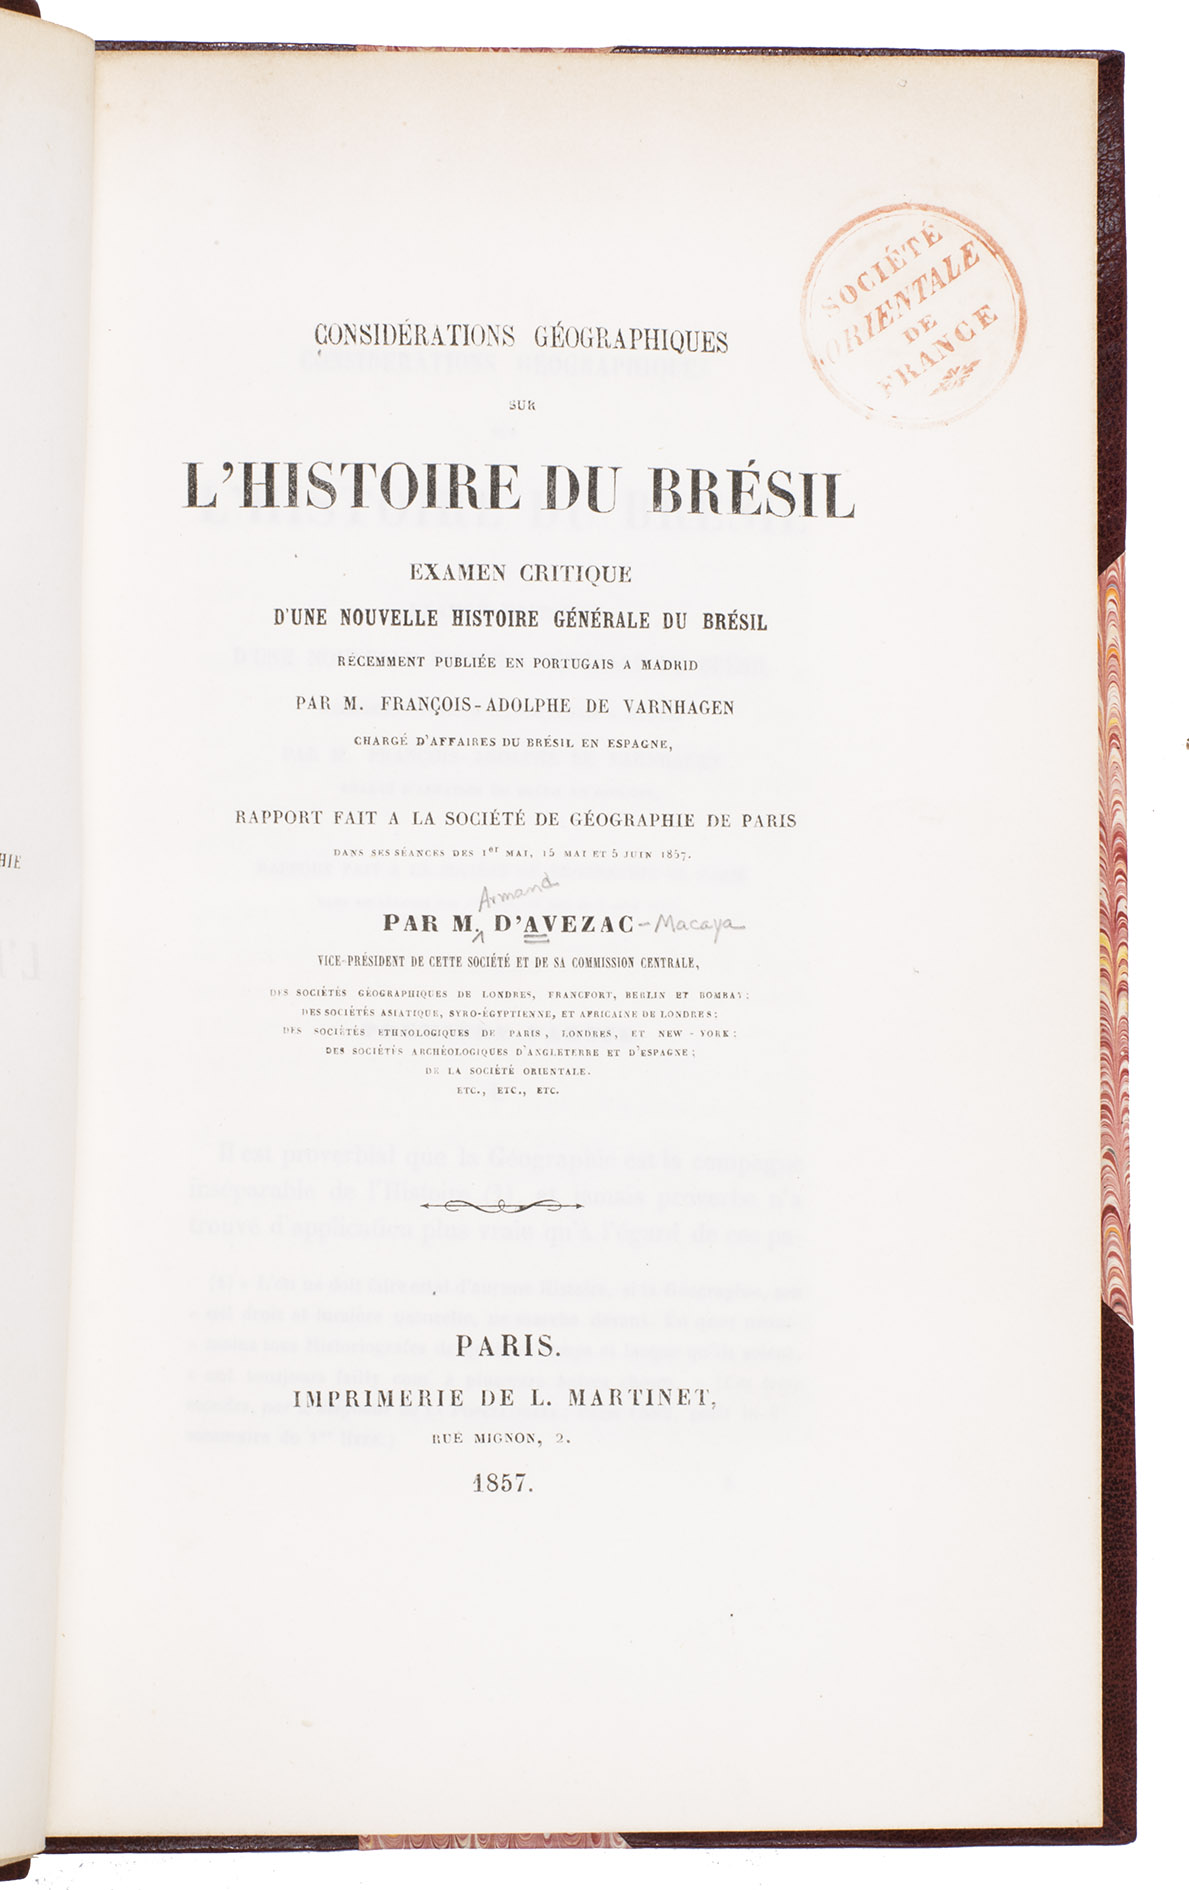 SOCIÉTÉ
ORIENTALE
DE
FRANCE
CONSIDÉRATIONS GÉOGRAPHIQUES
SUR
L'HISTOIRE DU BRÉSIL
EXAMEN CRITIQUE
D'UNE NOUVELLE HISTOIRE GÉNÉRALE DU BRÉSIL
RÉCEMMENT PUBLIÉE EN PORTUGAIS A MADRID
PAR M. FRANÇOIS-ADOLPHE DE VARNHAGEN
CHARGÉ D'AFFAIRES DU BRÉSIL EN ESPAGNE,
RAPPORT FAIT A LA SOCIÉTÉ DE GÉOGRAPHIE DE PARIS
DANS SES SÉANCES DES 1er MAI, 15 MAI ET 5 JUIN 1857.
HIE
Armand
PAR M. D'AVEZAC - Macaya
VICE-PRÉSIDENT DE CETTE SOCIÉTÉ ET DE SA COMMISSION CENTRALE,
DES SOCIÉTÉS GÉOGRAPHIQUES DE LONDRES, FRANCFORT, BERLIN ET BOMBAY;
DES SOCIÉTÉS ASIATIQUE, SYRO-ÉGYPTIENNE, ET AFRICAINE DE LONDRES;
DES SOCIÉTÉS ETHNOLOGIQUES DE PARIS, LONDRES, ET NEW-YORK;
DES SOCIÉTÉS ARCHÉOLOGIQUES D'ANGLETERRE ET D'ESPAGNE;
DE LA SOCIÉTÉ ORIENTALE.
ETC., ETC., ETC.
PARIS.
IMPRIMERIE DE L. MARTINET,
RUE MIGNON, 2.
1857.